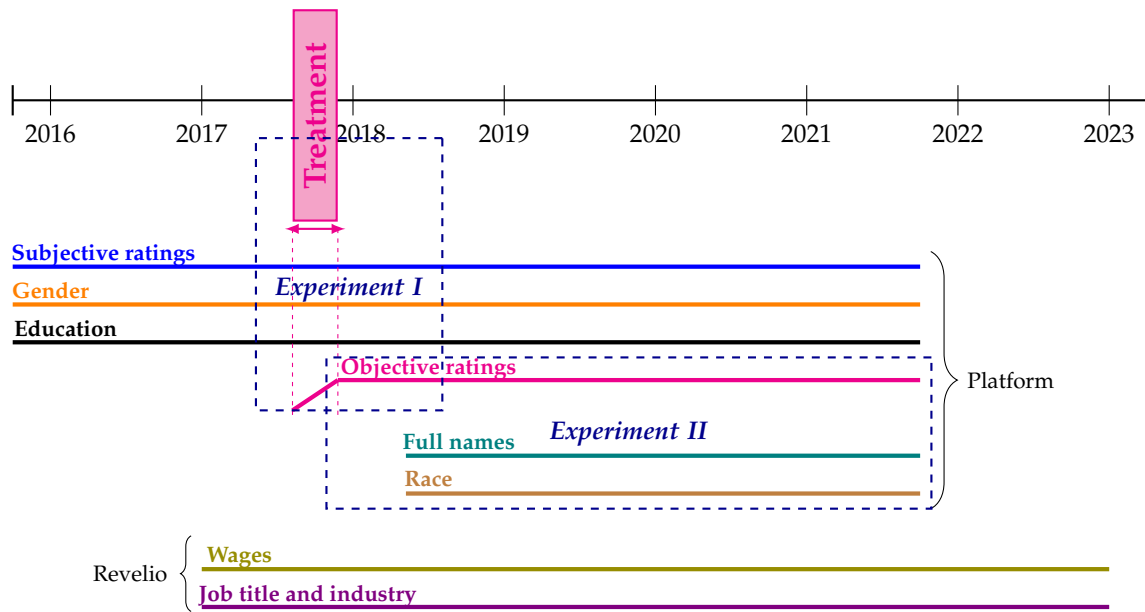 Treatment
2016 2017 2018 2019 2020 2021 2022 2023
Subjective ratings
Experiment I
Gender
Education
Objective ratings
Platform
Experiment II
Full names
Race
Wages
Revelio
Job title and industry